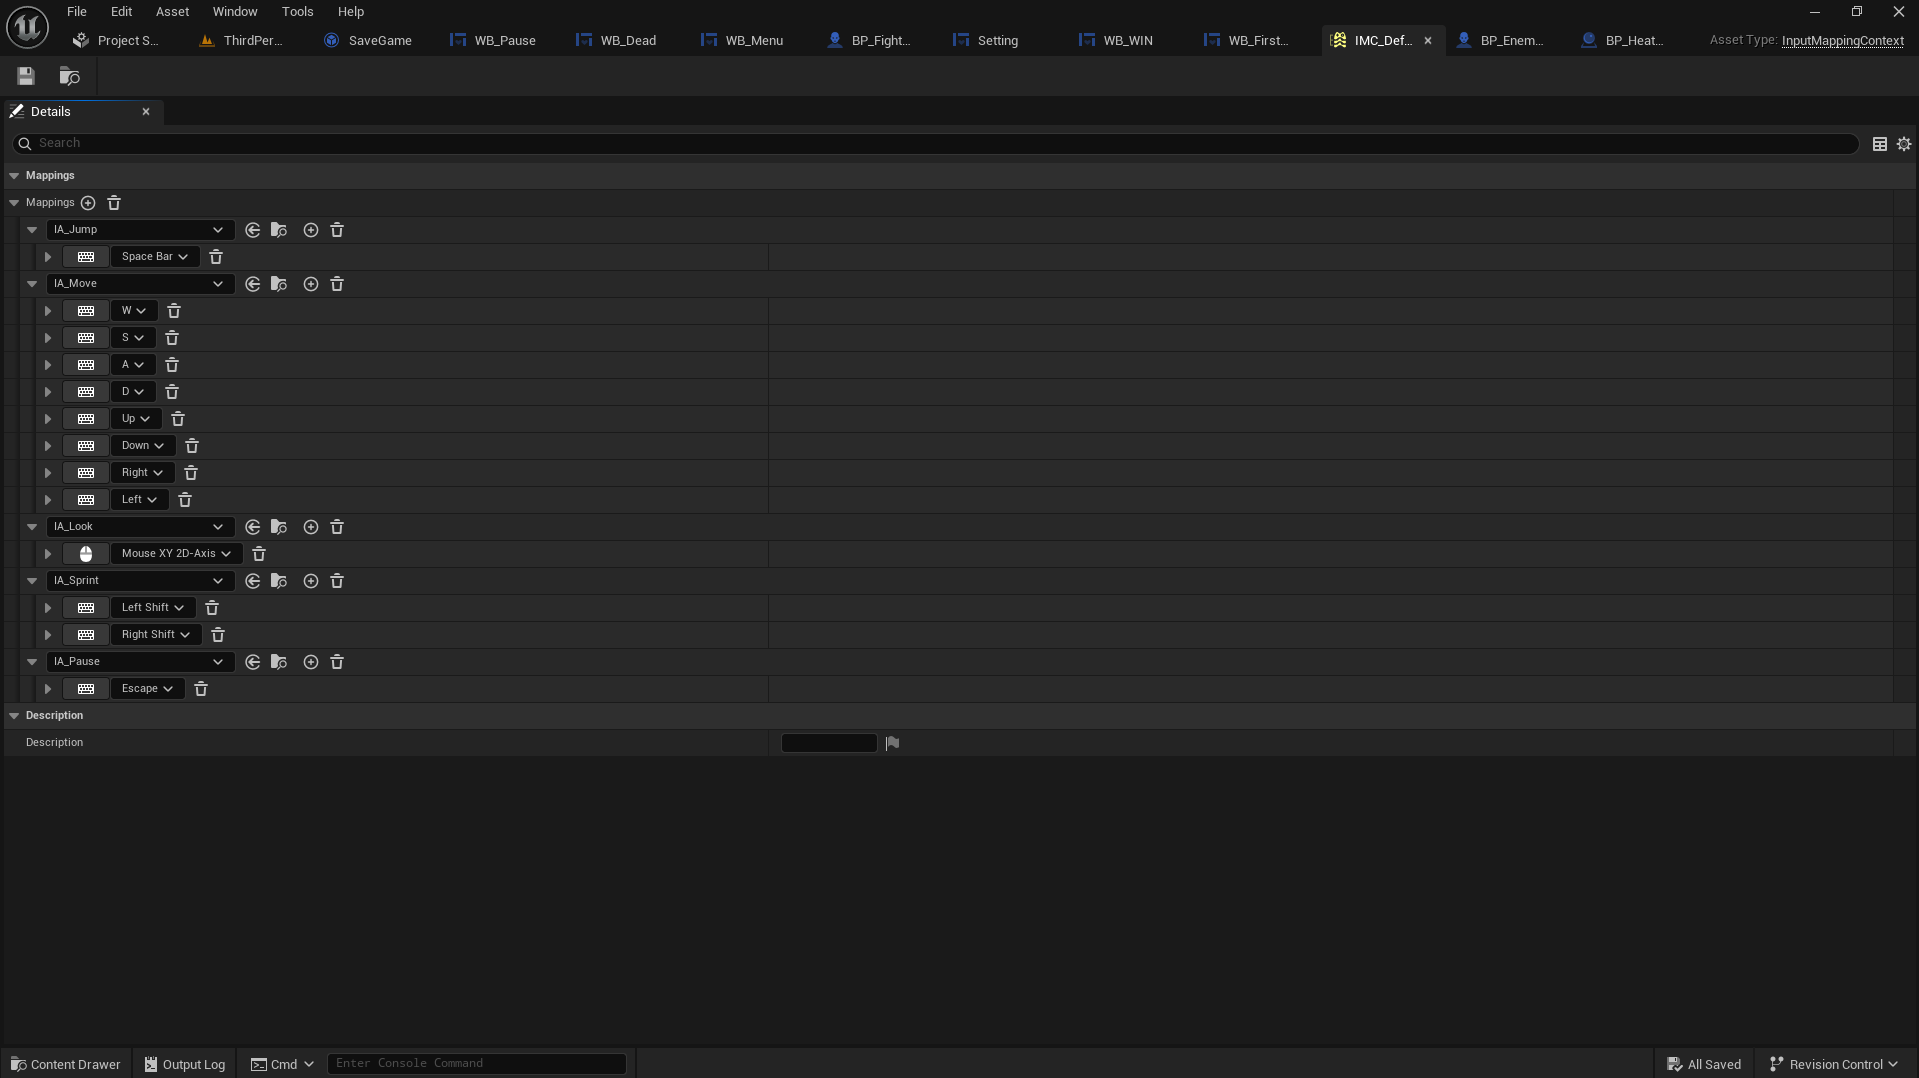 File Edit Asset Window Tools Help
Project S... ThirdPer... SaveGame WB_Pause WB_Dead WB_Menu BP_Fight... Setting WB_WIN WB_First... IMC_Def... BP_Enem... BP_Heat... Asset Type: InputMappingContext
Details
Search
Mappings
Mappings
IA_Jump
Space Bar
IA_Move
W
S
A
D
Up
Down
Right
Left
IA_Look
Mouse XY 2D-Axis
IA_Sprint
Left Shift
Right Shift
IA_Pause
Escape
Description
Description
Content Drawer Output Log Cmd Enter Console Command All Saved Revision Control